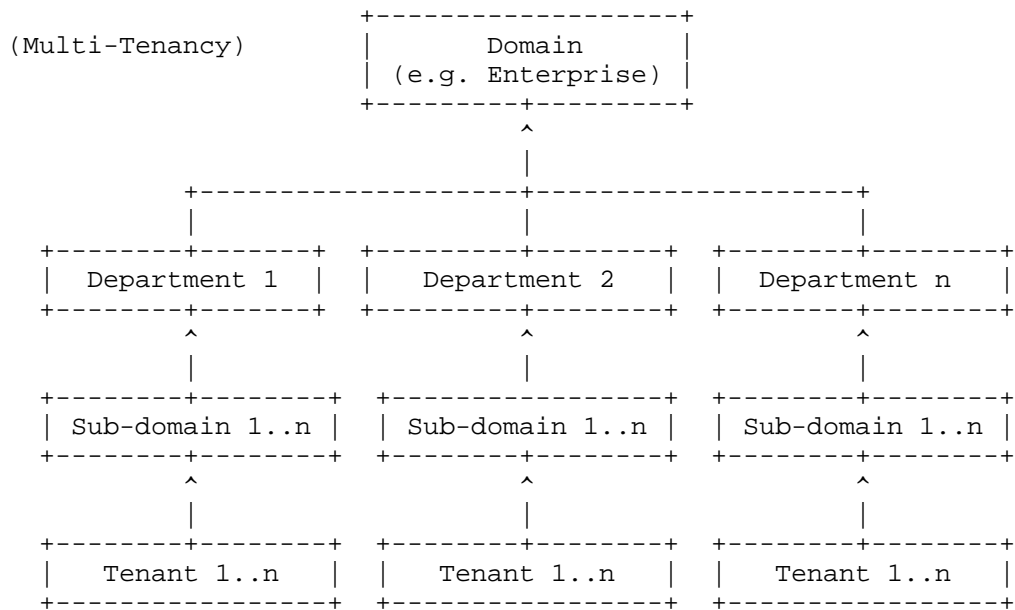 (Multi-Tenancy)
Domain
(e.g. Enterprise)
Department 1
Department 2
Department n
Sub-domain 1..n
Sub-domain 1..n
Sub-domain 1..n
Tenant 1..n
Tenant 1..n
Tenant 1..n